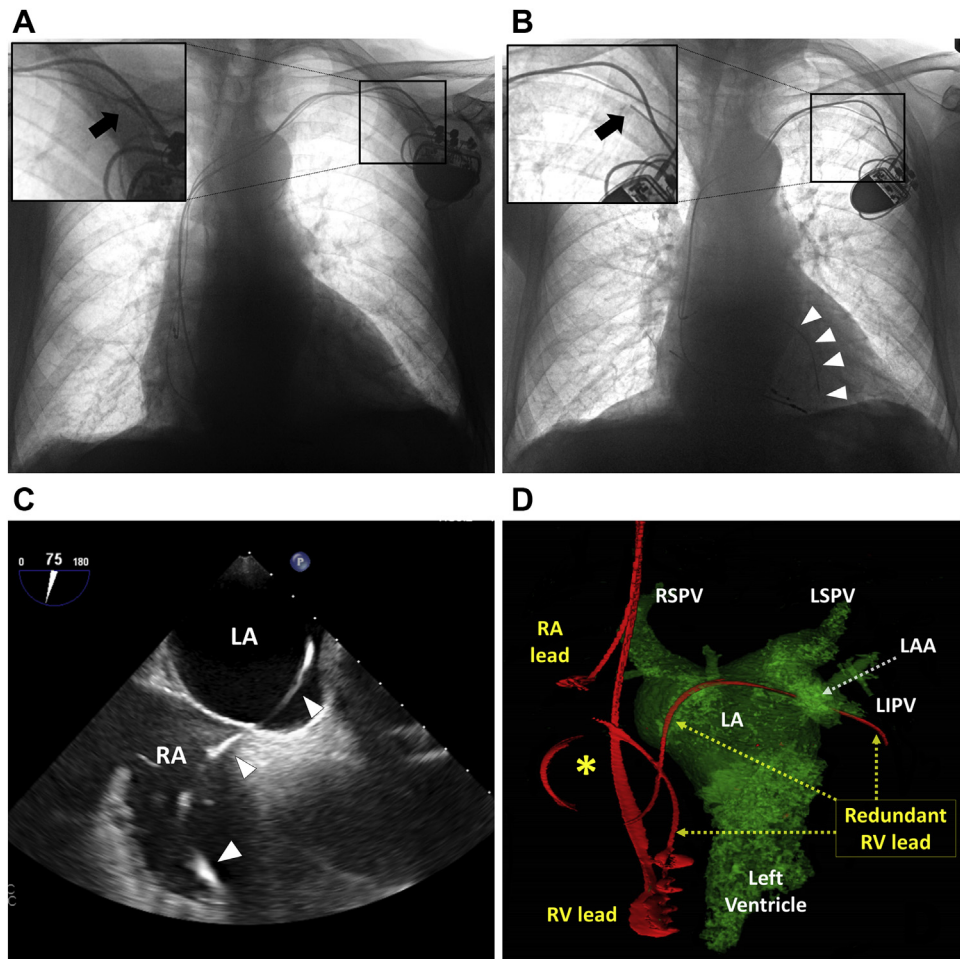 A
B
C
D
0 75 180
P
LA
RA
RSPV
LSPV
RA
lead
LAA
LIPV
LA
*
Redundant
RV lead
RV lead
Left
Ventricle